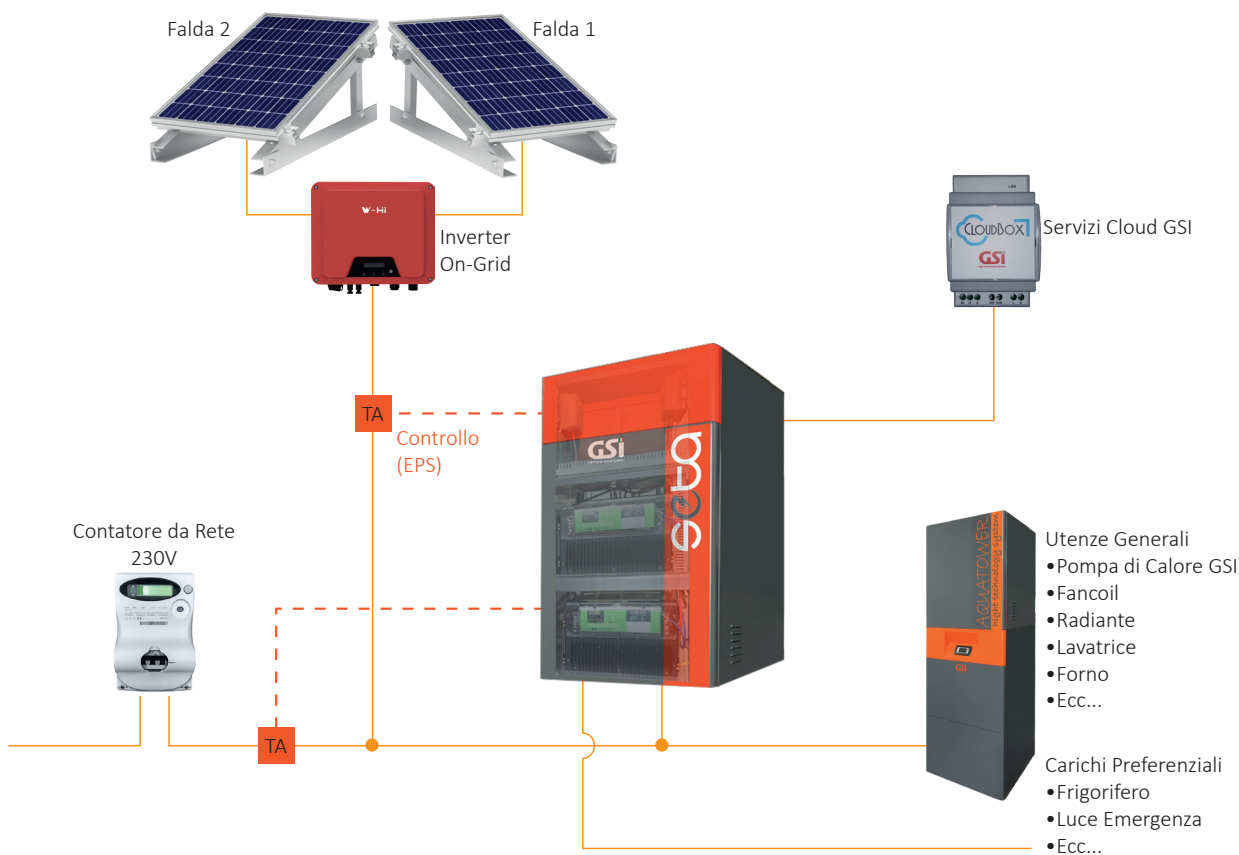 Falda 2
Falda 1
W-Hi
Inverter
On-Grid
LAN
CLOUDBOX
GSI
Servizi Cloud GSI
TA
Controllo
(EPS)
GSi
Contatore da Rete
230V
TA
AQUATOWER
GSi
Utenze Generali
•Pompa di Calore GSI
•Fancoil
•Radiante
•Lavatrice
•Forno
•Ecc...
Carichi Preferenziali
•Frigorifero
•Luce Emergenza
•Ecc...